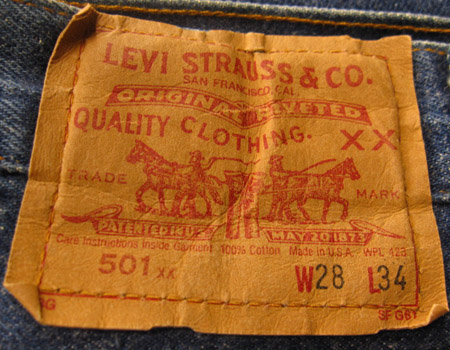 LEVI STRAUSS & CO.
SAN FRANCISCO, CAL.
ORIGINAL RIVETED
QUALITY CLOTHING. XX
TRADE MARK
PATENTED IN U.S. MAY 20 1873
Care Instructions Inside Garment 100% Cotton Made in U.S.A. WPL 423
501 XX W28 L34